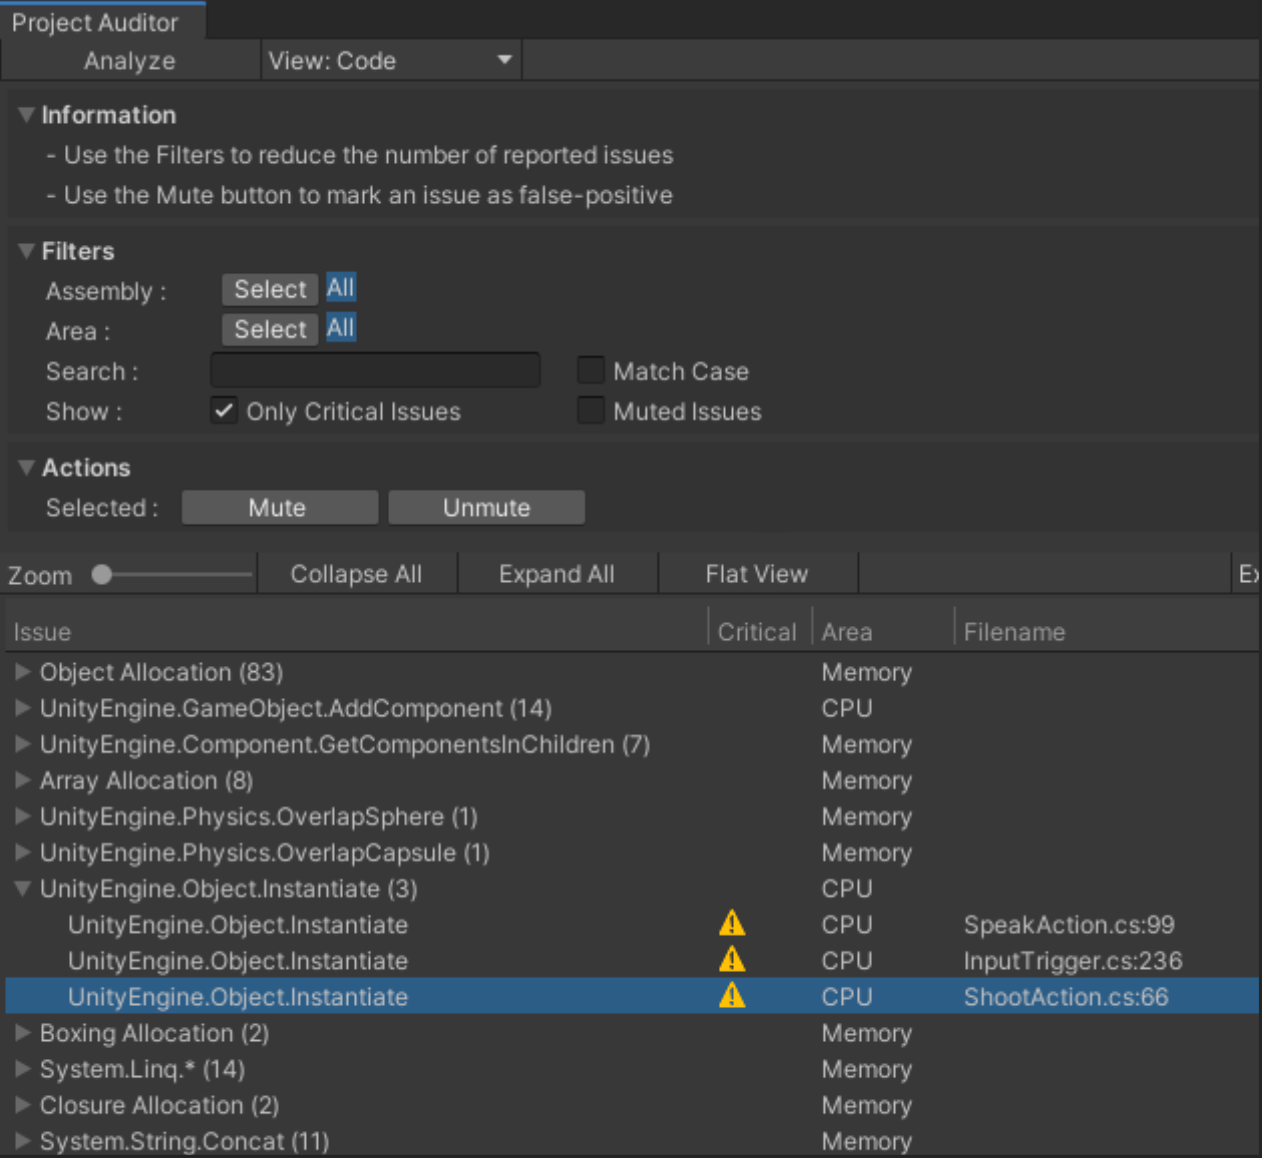 Project Auditor
Analyze View: Code
Information
- Use the Filters to reduce the number of reported issues
- Use the Mute button to mark an issue as false-positive
Filters
Assembly : Select All
Area : Select All
Search : Match Case
Show : Only Critical Issues Muted Issues
Actions
Selected : Mute Unmute
Zoom Collapse All Expand All Flat View
Issue Critical Area Filename
Object Allocation (83) Memory
UnityEngine.GameObject.AddComponent (14) CPU
UnityEngine.Component.GetComponentsInChildren (7) Memory
Array Allocation (8) Memory
UnityEngine.Physics.OverlapSphere (1) Memory
UnityEngine.Physics.OverlapCapsule (1) Memory
UnityEngine.Object.Instantiate (3) CPU
UnityEngine.Object.Instantiate CPU SpeakAction.cs:99
UnityEngine.Object.Instantiate CPU InputTrigger.cs:236
UnityEngine.Object.Instantiate CPU ShootAction.cs:66
Boxing Allocation (2) Memory
System.Linq.* (14) Memory
Closure Allocation (2) Memory
System.String.Concat (11) Memory